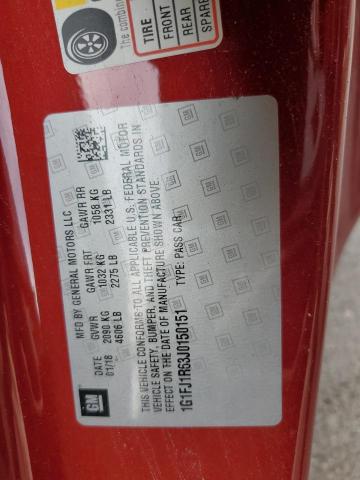 The combin
TIRE
FRONT
REAR
SPARE
MFD BY GENERAL MOTORS LLC
DATE GVWR GAWR FRT GAWR RR
01/18 2090 KG 1032 KG 1058 KG
4606 LB 2275 LB 2331 LB
THIS VEHICLE CONFORMS TO ALL APPLICABLE U.S. FEDERAL MOTOR
VEHICLE SAFETY, BUMPER, AND THEFT PREVENTION STANDARDS IN
EFFECT ON THE DATE OF MANUFACTURE SHOWN ABOVE.
1G1FJ1R63J0150151 TYPE: PASS CAR
GM